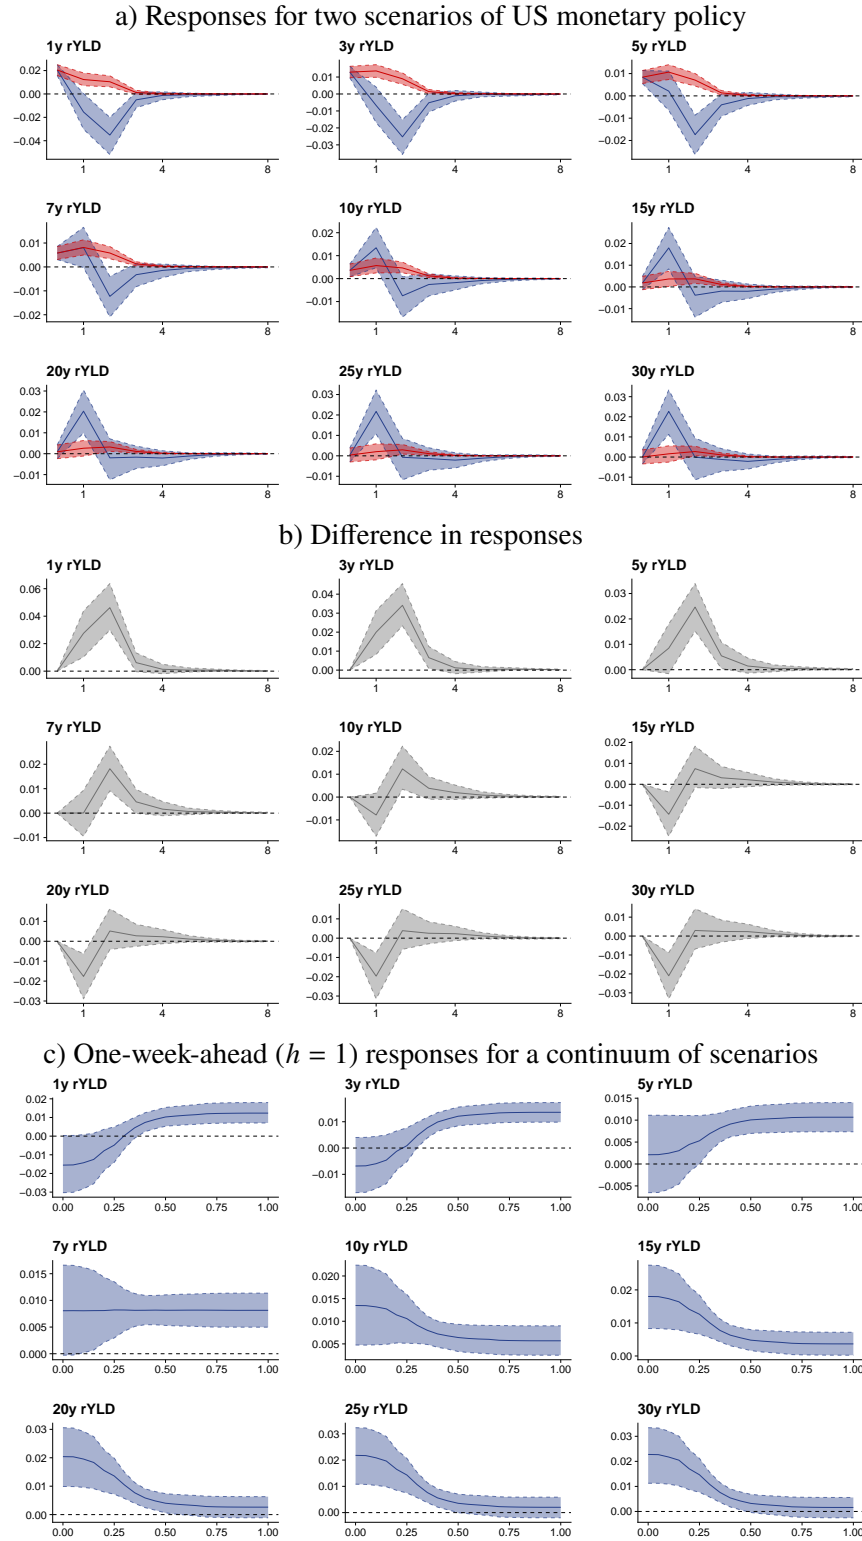 a) Responses for two scenarios of US monetary policy
1y rYLD 3y rYLD 5y rYLD
0.02 0.00 −0.02 −0.04 1 4 8
0.01 0.00 −0.01 −0.02 −0.03 1 4 8
0.01 0.00 −0.01 −0.02 1 4 8
7y rYLD 10y rYLD 15y rYLD
0.01 0.00 −0.01 −0.02 1 4 8
0.02 0.01 0.00 −0.01 1 4 8
0.02 0.01 0.00 −0.01 1 4 8
20y rYLD 25y rYLD 30y rYLD
0.03 0.02 0.01 0.00 −0.01 1 4 8
0.03 0.02 0.01 0.00 −0.01 1 4 8
0.03 0.02 0.01 0.00 −0.01 1 4 8
b) Difference in responses
1y rYLD 3y rYLD 5y rYLD
0.06 0.04 0.02 0.00 1 4 8
0.04 0.03 0.02 0.01 0.00 1 4 8
0.03 0.02 0.01 0.00 1 4 8
7y rYLD 10y rYLD 15y rYLD
0.02 0.01 0.00 −0.01 1 4 8
0.02 0.01 0.00 −0.01 1 4 8
0.02 0.01 0.00 −0.01 −0.02 1 4 8
20y rYLD 25y rYLD 30y rYLD
0.01 0.00 −0.01 −0.02 −0.03 1 4 8
0.01 0.00 −0.01 −0.02 −0.03 1 4 8
0.01 0.00 −0.01 −0.02 −0.03 1 4 8
c) One-week-ahead (h = 1) responses for a continuum of scenarios
1y rYLD 3y rYLD 5y rYLD
0.02 0.01 0.00 −0.01 −0.02 −0.03 0.00 0.25 0.50 0.75 1.00
0.01 0.00 −0.01 0.00 0.25 0.50 0.75 1.00
0.015 0.010 0.005 0.000 −0.005 0.00 0.25 0.50 0.75 1.00
7y rYLD 10y rYLD 15y rYLD
0.015 0.010 0.005 0.000 0.00 0.25 0.50 0.75 1.00
0.020 0.015 0.010 0.005 0.00 0.25 0.50 0.75 1.00
0.02 0.01 0.00 0.00 0.25 0.50 0.75 1.00
20y rYLD 25y rYLD 30y rYLD
0.03 0.02 0.01 0.00 0.00 0.25 0.50 0.75 1.00
0.03 0.02 0.01 0.00 0.00 0.25 0.50 0.75 1.00
0.03 0.02 0.01 0.00 0.00 0.25 0.50 0.75 1.00